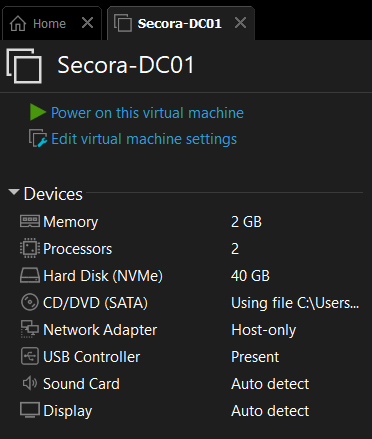 Home
Secora-DC01
Secora-DC01
Power on this virtual machine
Edit virtual machine settings
Devices
Memory 2 GB
Processors 2
Hard Disk (NVMe) 40 GB
CD/DVD (SATA) Using file C:\Users...
Network Adapter Host-only
USB Controller Present
Sound Card Auto detect
Display Auto detect